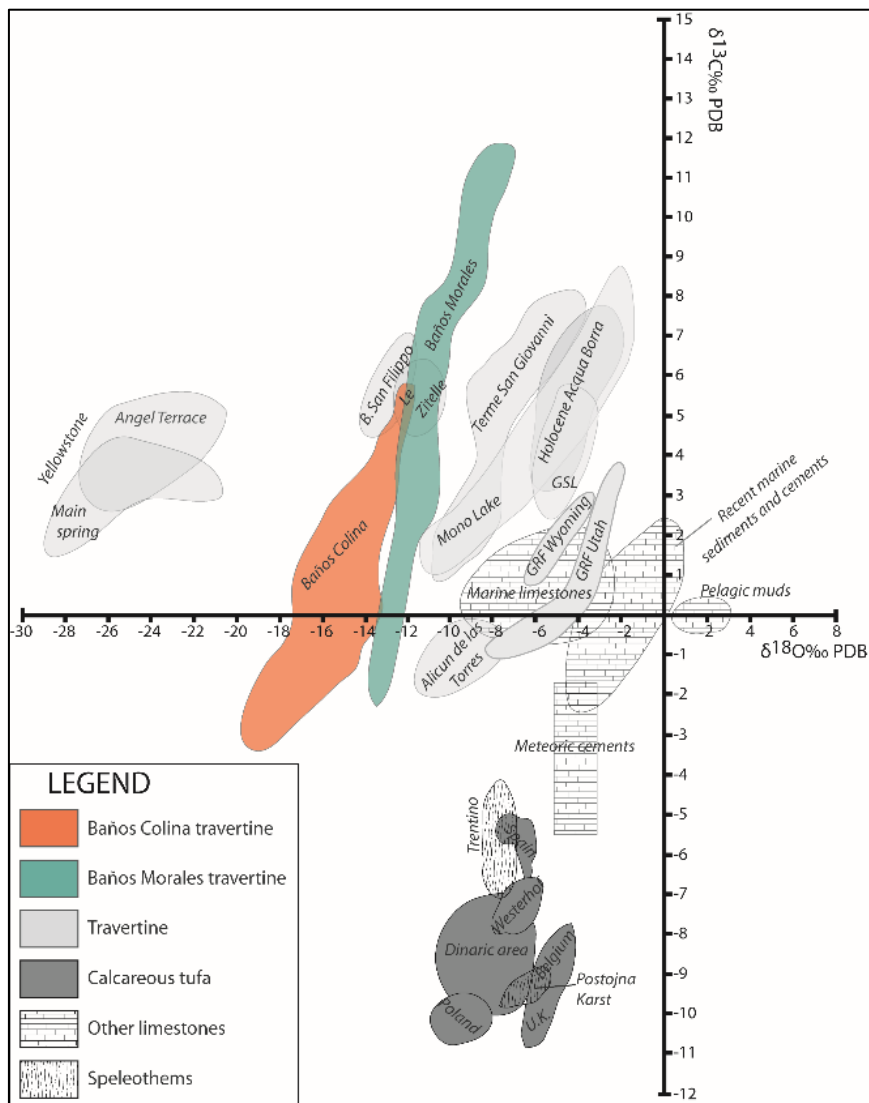 15
14
13
12
11
10
9
8
7
6
5
4
3
2
1
-1
-2
-3
-4
-5
-6
-7
-8
-9
-10
-11
-12
δ13C‰ PDB
-30
-28
-26
-24
-22
-20
-18
-16
-14
-12
-10
-8
-6
-4
-2
0
2
4
6
8
δ18O‰ PDB
Yellowstone
Angel Terrace
Main
spring
Baños Colina
B. San Filippo
Le
Zitelle
Baños Morales
Terme San Giovanni
Holocene Acqua Borra
GSL
Mono Lake
GRF Wyoming
GRF Utah
Marine limestones
Recent marine
sediments and cements
Pelagic muds
Alicun de las
Torres
Meteoric cements
Trentino
Spain
Westerhof
Dinaric area
Belgium
Postojna
Karst
Poland
U.K.
LEGEND
Baños Colina travertine
Baños Morales travertine
Travertine
Calcareous tufa
Other limestones
Speleothems